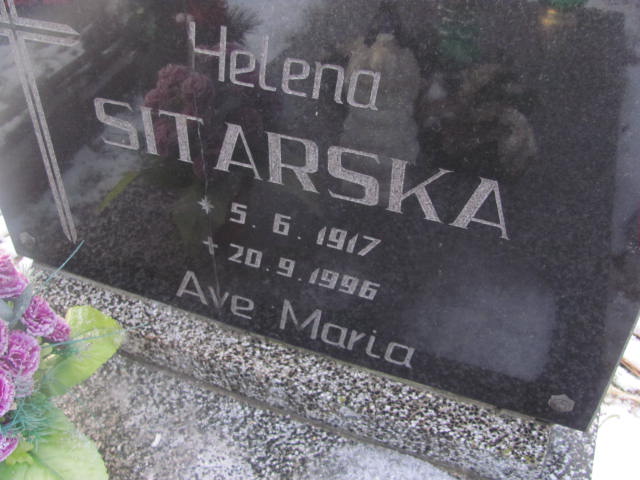 Helena
SITARSKA
* 5.6.1917
+ 20.9.1996
Ave Maria